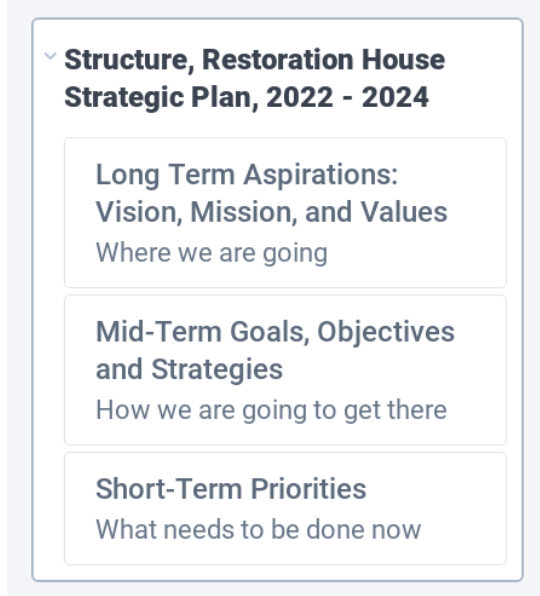 Structure, Restoration House
Strategic Plan, 2022 - 2024
Long Term Aspirations:
Vision, Mission, and Values
Where we are going
Mid-Term Goals, Objectives
and Strategies
How we are going to get there
Short-Term Priorities
What needs to be done now